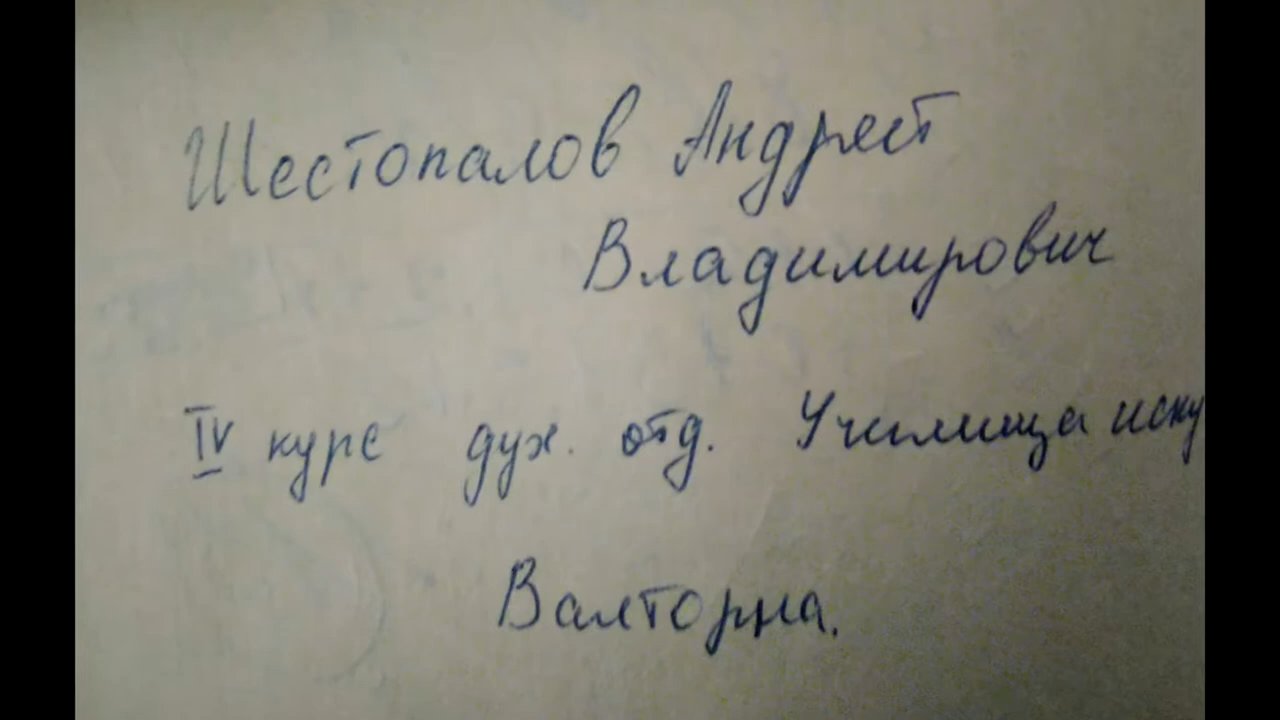 Шестопалов Андрей
Владимирович
IV курс дух. отд. Училища иску
Валторна.